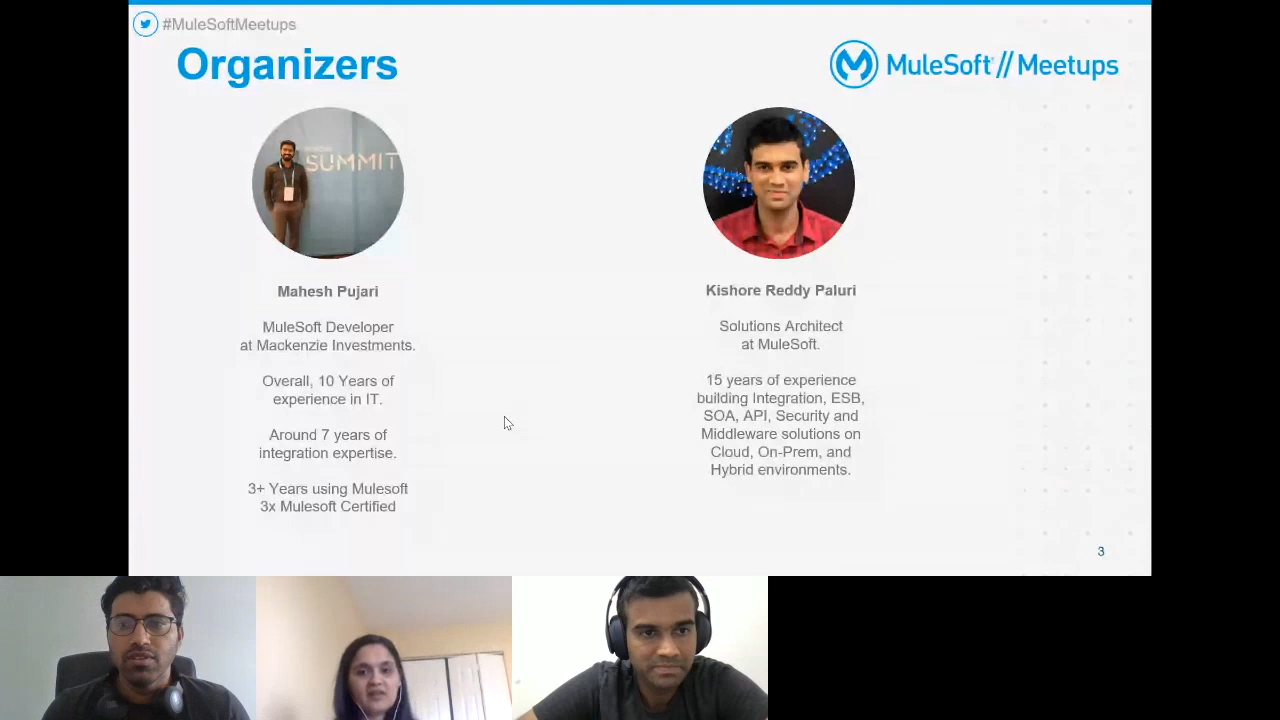 #MuleSoftMeetups
Organizers
MuleSoft // Meetups
SUMMIT
Mahesh Pujari
MuleSoft Developer
at Mackenzie Investments.
Overall, 10 Years of
experience in IT.
Around 7 years of
integration expertise.
3+ Years using Mulesoft
3x Mulesoft Certified
Kishore Reddy Paluri
Solutions Architect
at MuleSoft.
15 years of experience
building Integration, ESB,
SOA, API, Security and
Middleware solutions on
Cloud, On-Prem, and
Hybrid environments.
3